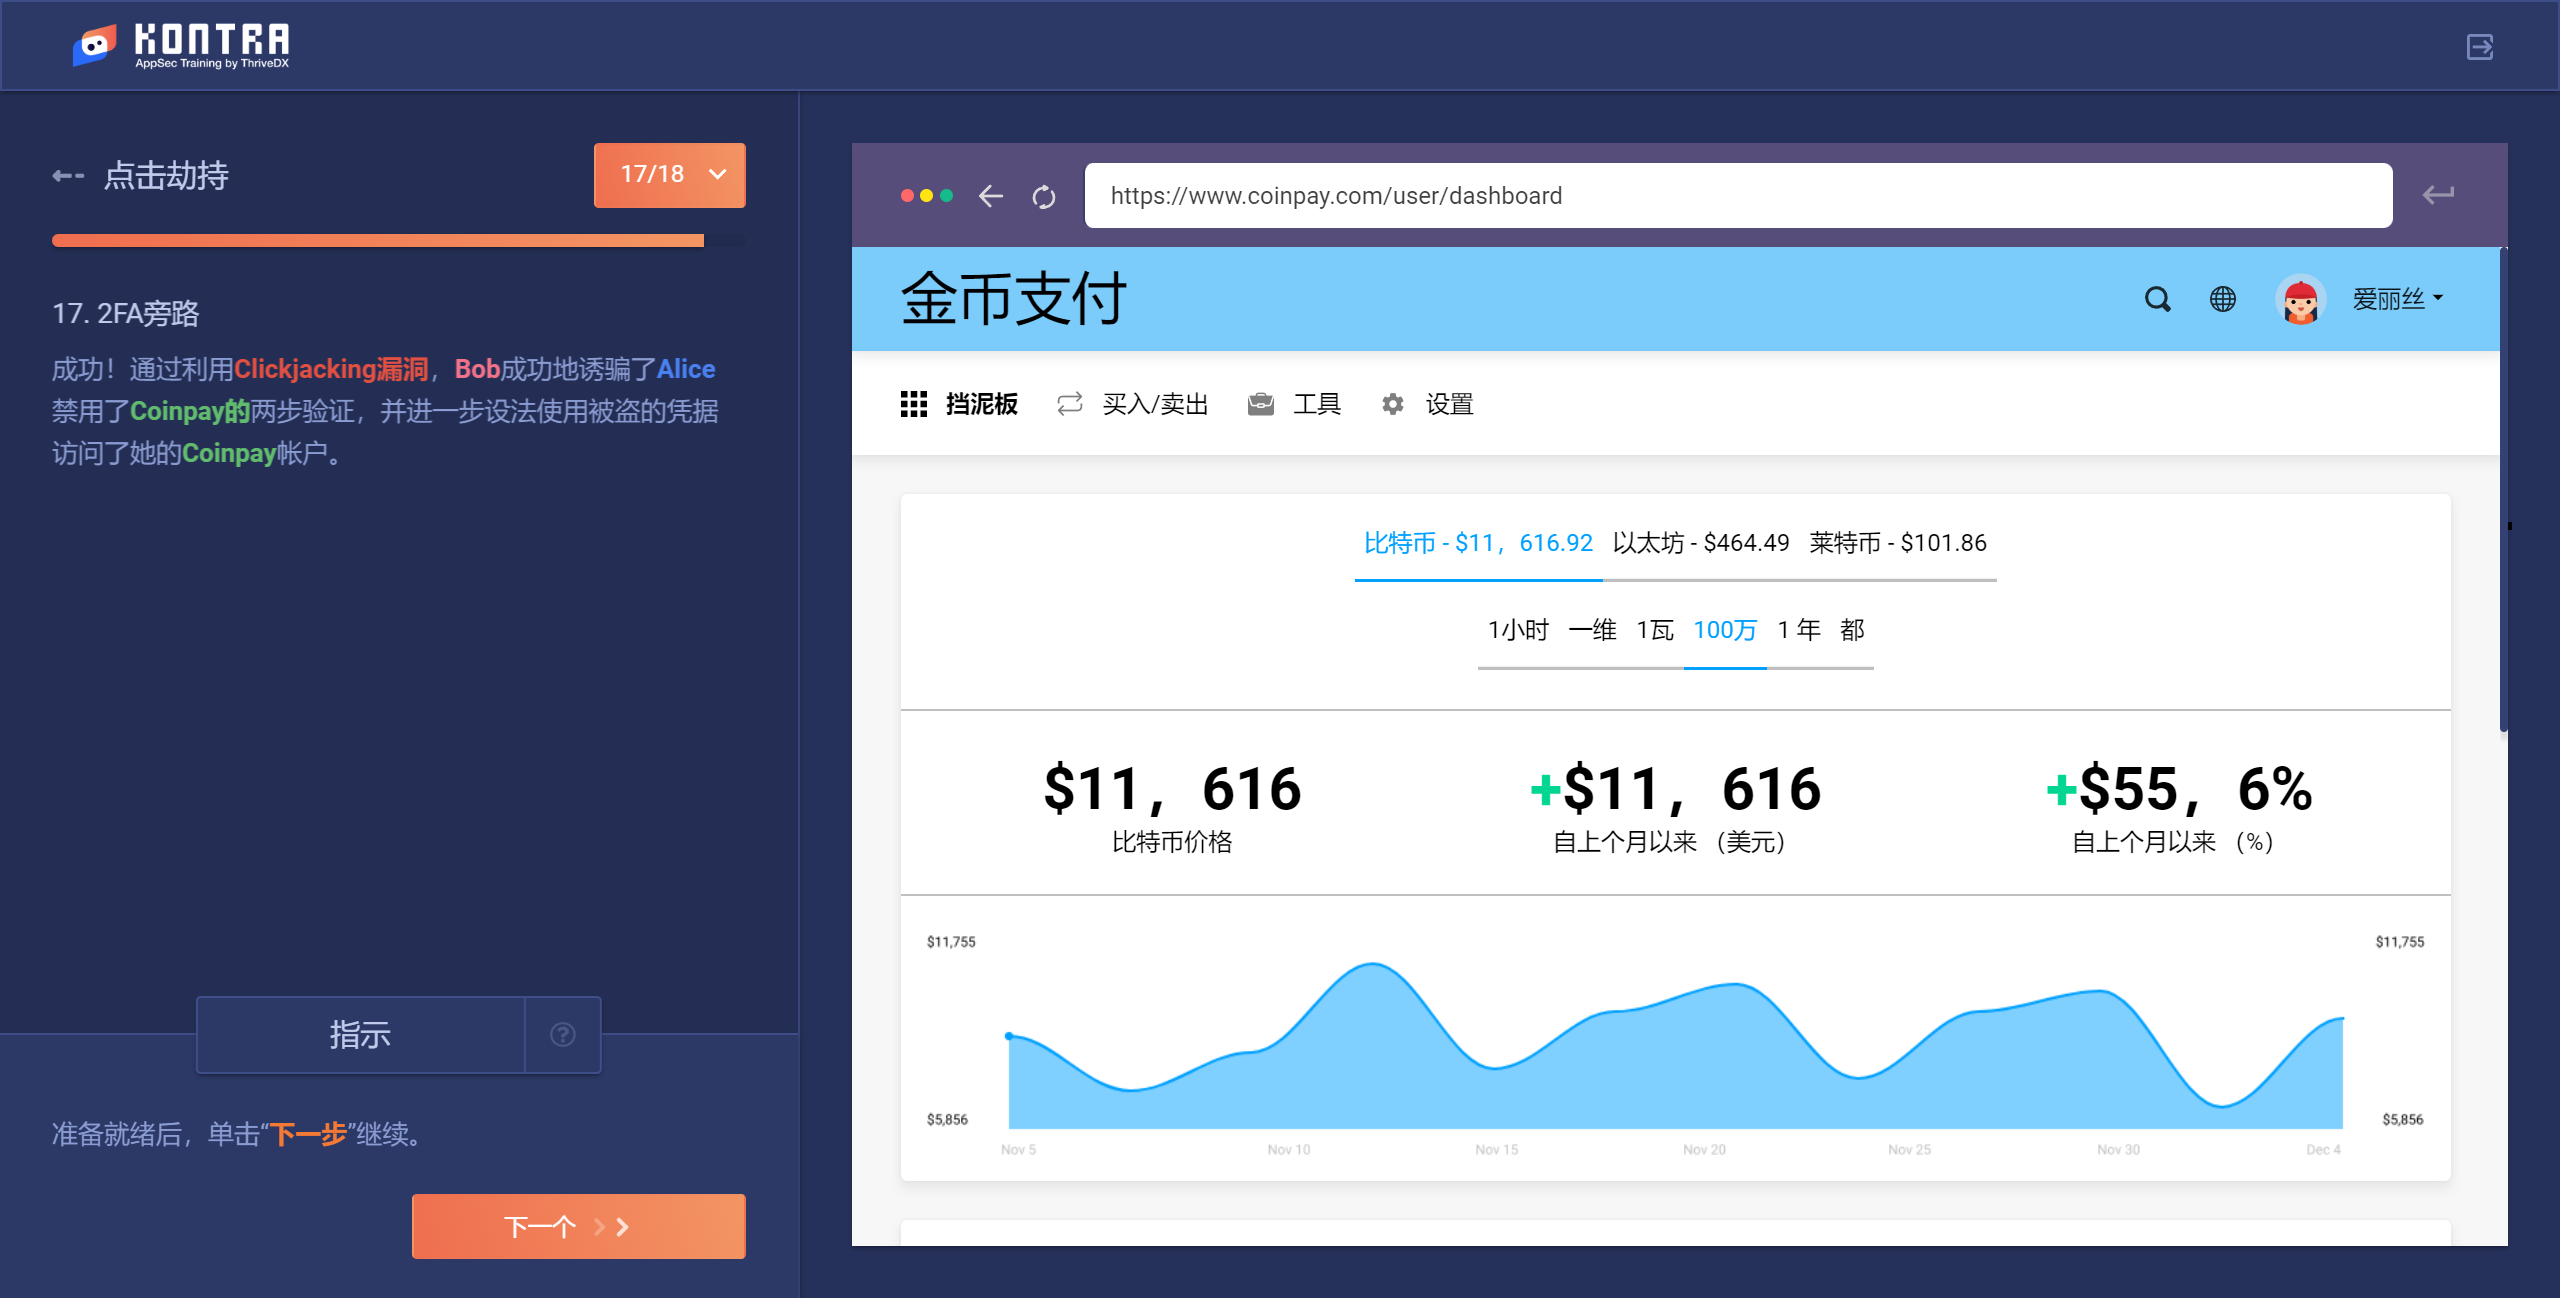 KONTRA
AppSec Training by ThriveDX
点击劫持
17/18
17. 2FA旁路
成功！通过利用Clickjacking漏洞，Bob成功地诱骗了Alice
禁用了Coinpay的两步验证，并进一步设法使用被盗的凭据
访问了她的Coinpay帐户。
指示
准备就绪后，单击“下一步”继续。
下一个
https://www.coinpay.com/user/dashboard
金币支付
爱丽丝
挡泥板 买入/卖出 工具 设置
比特币 - $11，616.92 以太坊 - $464.49 莱特币 - $101.86
1小时 一维 1瓦 100万 1 年 都
$11，616 +$11，616 +$55，6%
比特币价格 自上个月以来（美元） 自上个月以来（%）
$11,755 $11,755
$5,856 $5,856
Nov 5 Nov 10 Nov 15 Nov 20 Nov 25 Nov 30 Dec 4